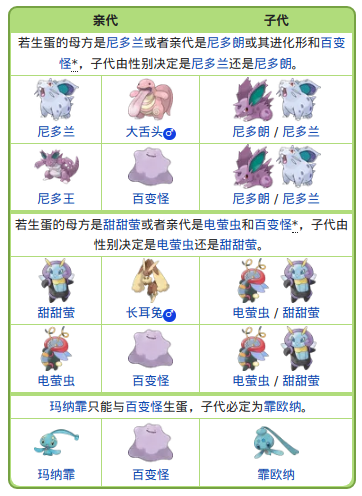 亲代 子代
若生蛋的母方是尼多兰或者亲代是尼多朗或其进化形和百变
怪*，子代由性别决定是尼多兰还是尼多朗。
尼多兰 大舌头♂ 尼多朗 / 尼多兰
尼多王 百变怪 尼多朗 / 尼多兰
若生蛋的母方是甜甜萤或者亲代是电萤虫和百变怪*，子代由
性别决定是电萤虫还是甜甜萤。
甜甜萤 长耳兔♂ 电萤虫 / 甜甜萤
电萤虫 百变怪 电萤虫 / 甜甜萤
玛纳霏只能与百变怪生蛋，子代必定为霏欧纳。
玛纳霏 百变怪 霏欧纳